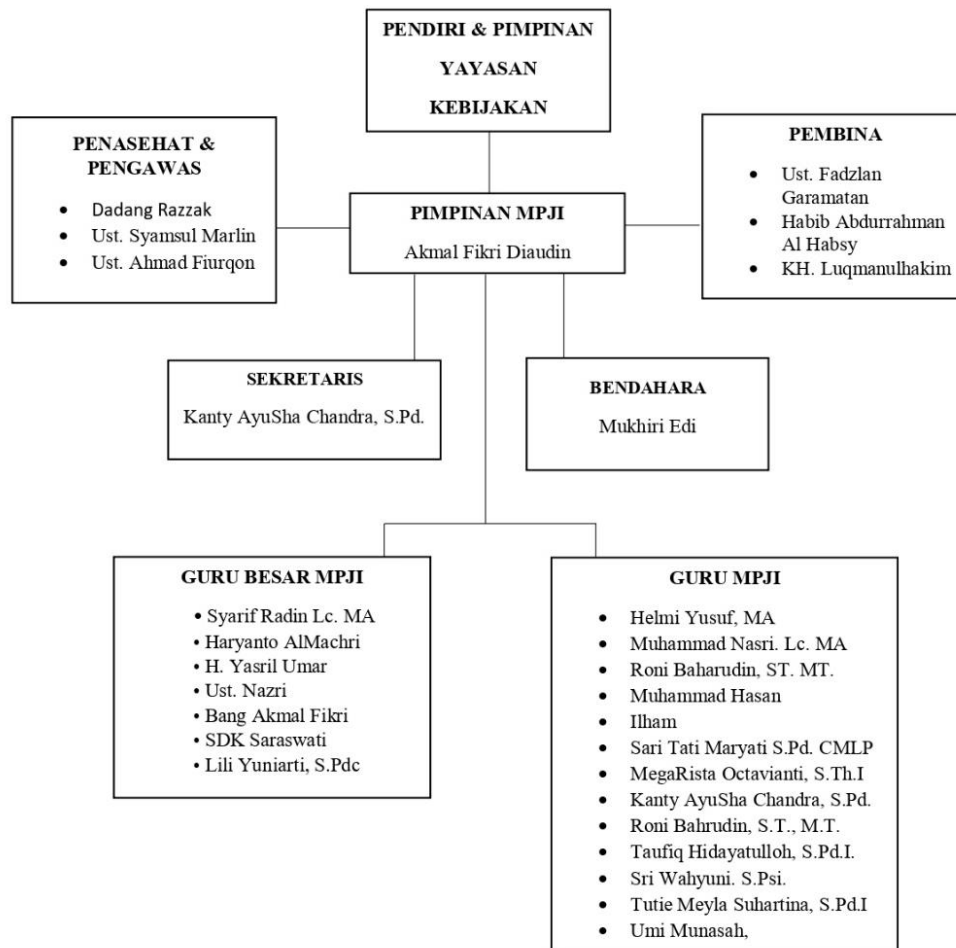 PENDIRI & PIMPINAN
YAYASAN
KEBIJAKAN
PENASEHAT &
PENGAWAS
• Dadang Razzak
• Ust. Syamsul Marlin
• Ust. Ahmad Fiurqon
PIMPINAN MPJI
Akmal Fikri Diaudin
PEMBINA
• Ust. Fadzlan
Garamatan
• Habib Abdurrahman
Al Habsy
• KH. Luqmanulhakim
SEKRETARIS
Kanty AyuSha Chandra, S.Pd.
BENDAHARA
Mukhiri Edi
GURU BESAR MPJI
• Syarif Radin Lc. MA
• Haryanto AlMachri
• H. Yasril Umar
• Ust. Nazri
• Bang Akmal Fikri
• SDK Saraswati
• Lili Yuniarti, S.Pdc
GURU MPJI
• Helmi Yusuf, MA
• Muhammad Nasri. Lc. MA
• Roni Baharudin, ST. MT.
• Muhammad Hasan
• Ilham
• Sari Tati Maryati S.Pd. CMLP
• MegaRista Octavianti, S.Th.I
• Kanty AyuSha Chandra, S.Pd.
• Roni Bahrudin, S.T., M.T.
• Taufiq Hidayatulloh, S.Pd.I.
• Sri Wahyuni. S.Psi.
• Tutie Meyla Suhartina, S.Pd.I
• Umi Munasah,